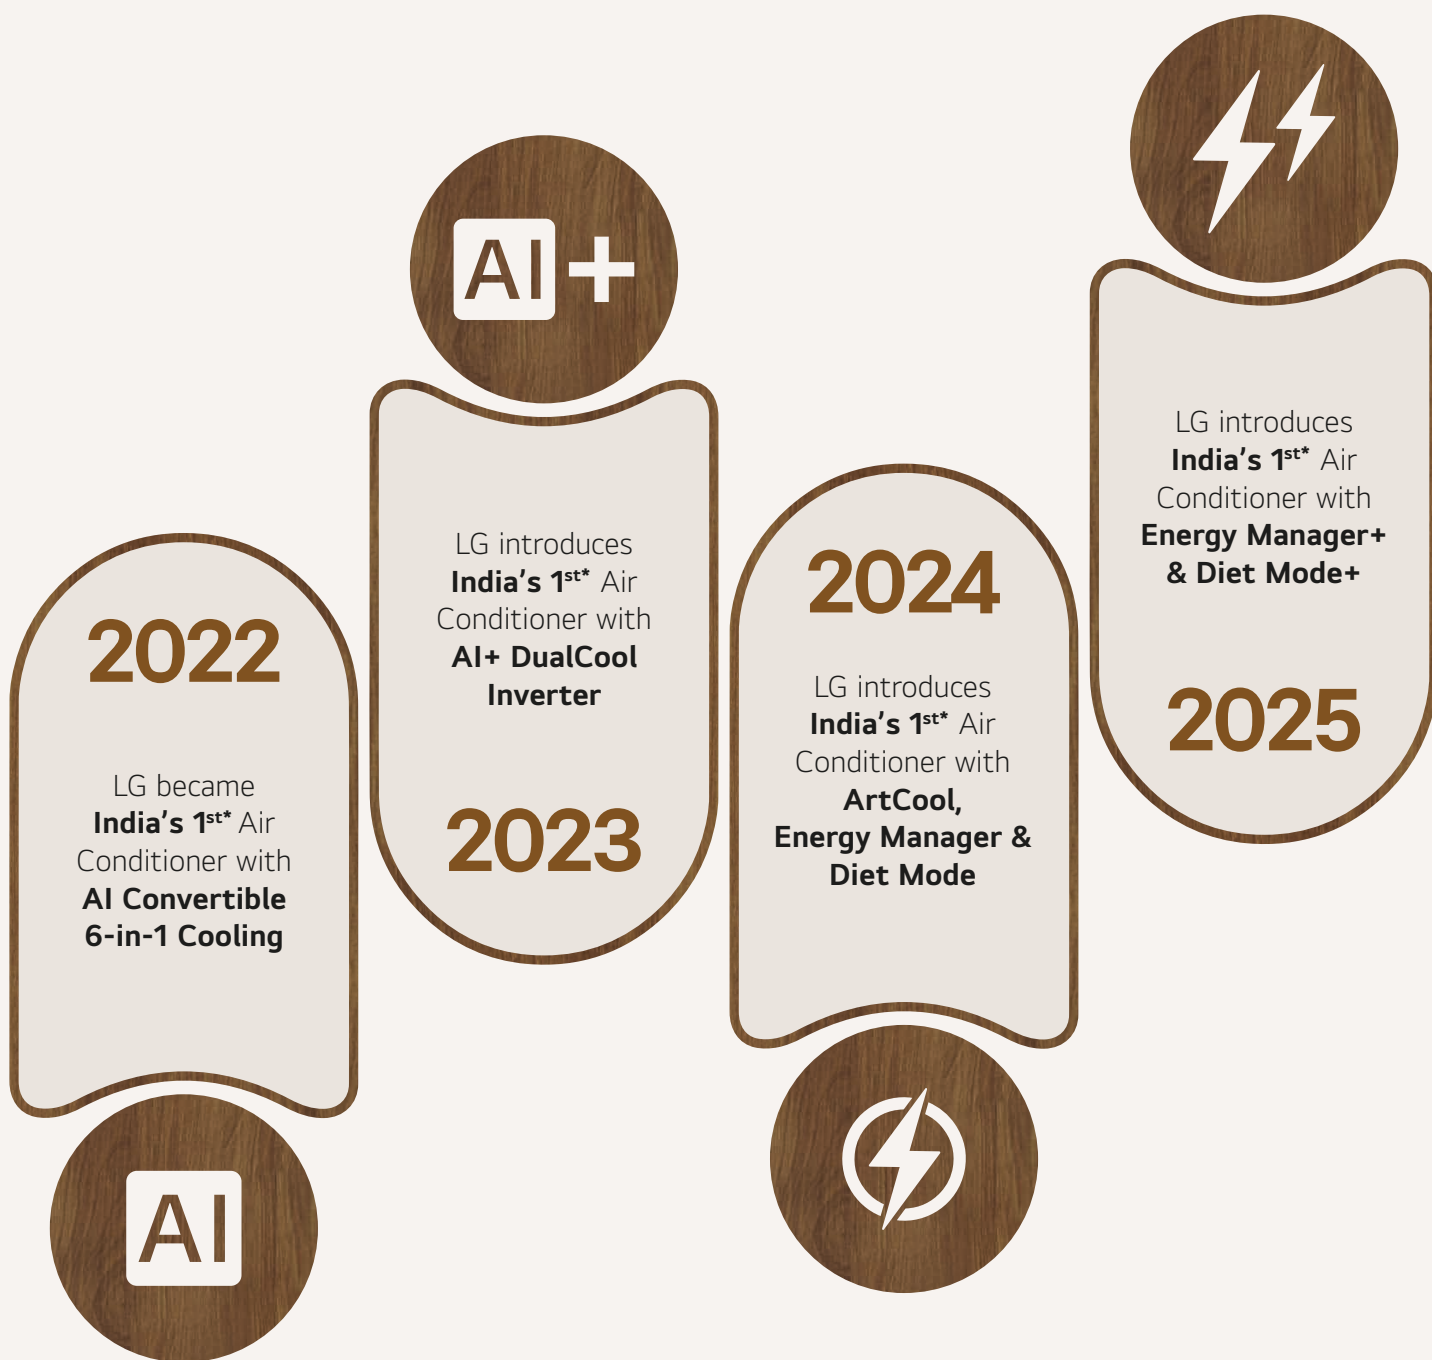 2022
LG became
India’s 1st* Air
Conditioner with
AI Convertible
6-in-1 Cooling
AI
AI+
LG introduces
India’s 1st* Air
Conditioner with
AI+ DualCool
Inverter
2023
2024
LG introduces
India’s 1st* Air
Conditioner with
ArtCool,
Energy Manager &
Diet Mode
LG introduces
India’s 1st* Air
Conditioner with
Energy Manager+
& Diet Mode+
2025